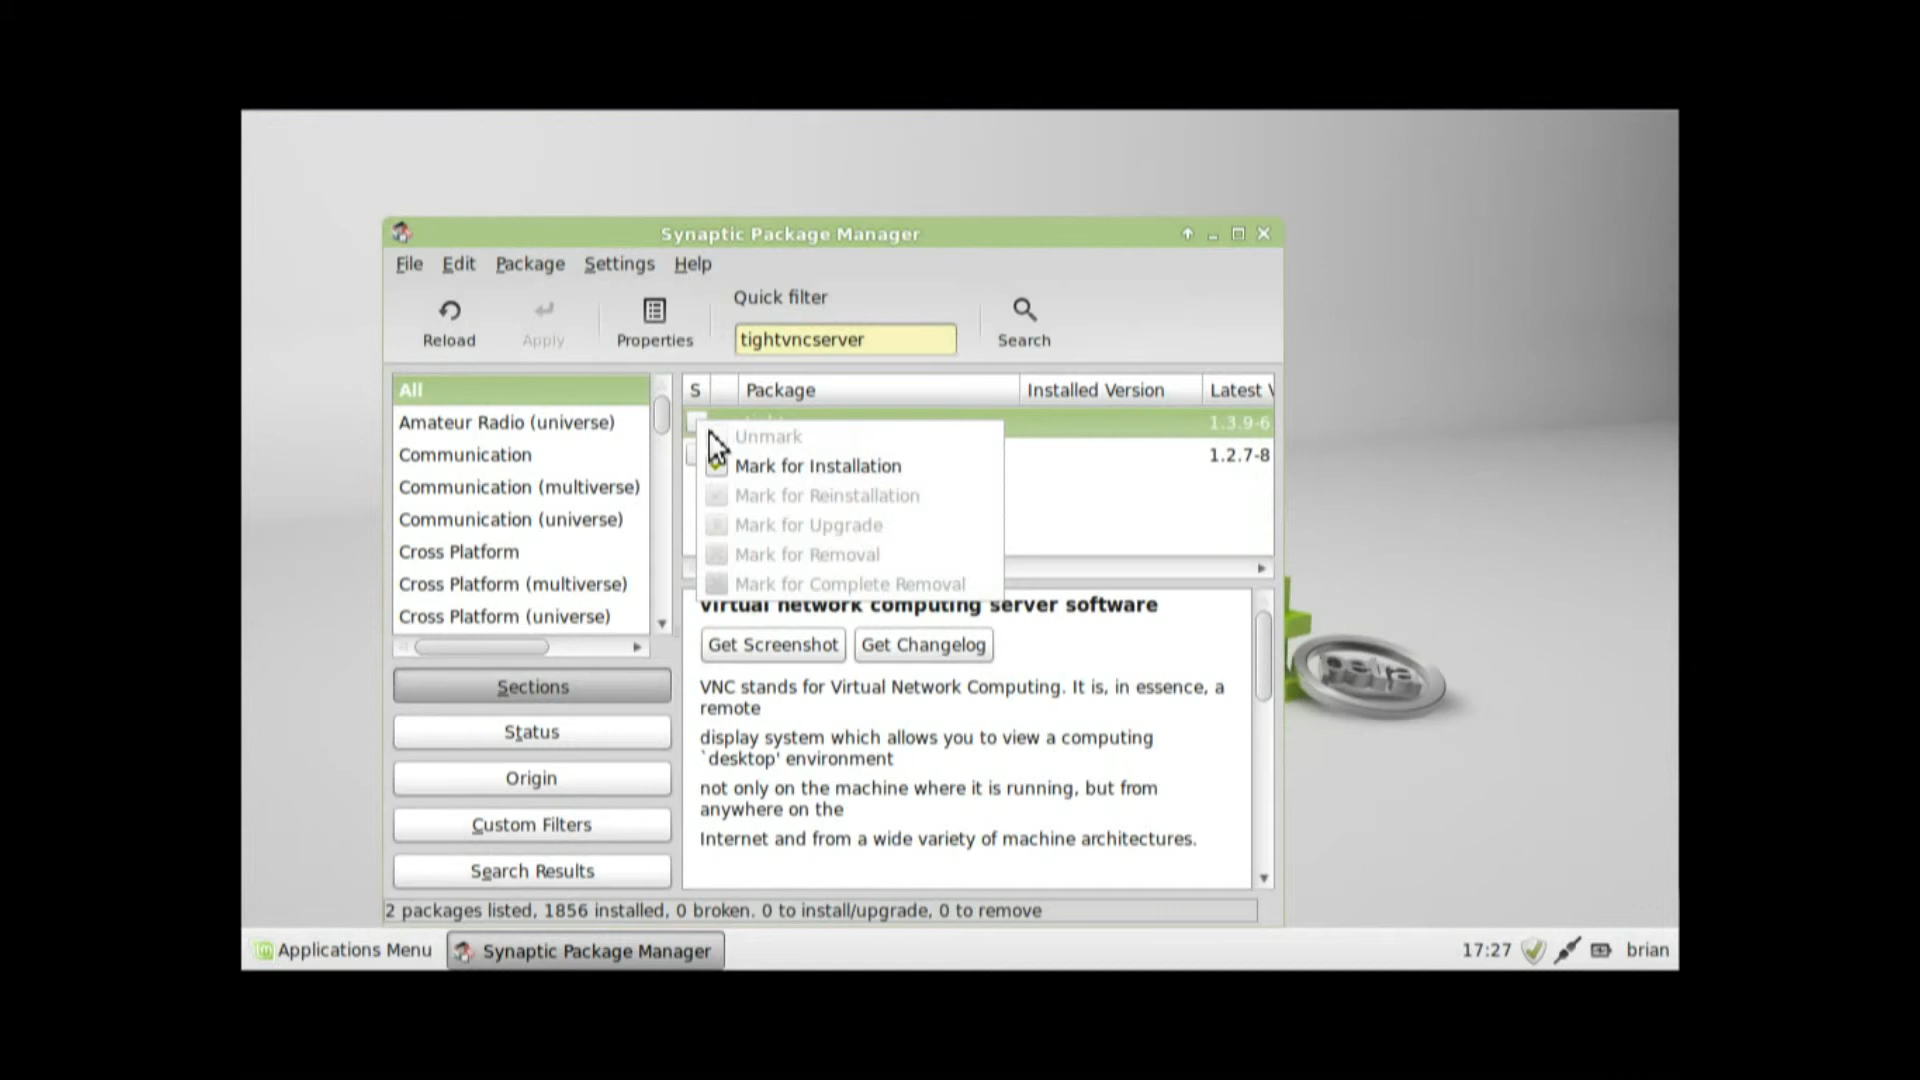 Synaptic Package Manager
File Edit Package Settings Help
Quick filter
Reload Apply Properties tightvncserver Search
All
Amateur Radio (universe)
Communication
Communication (multiverse)
Communication (universe)
Cross Platform
Cross Platform (multiverse)
Cross Platform (universe)
Sections
Status
Origin
Custom Filters
Search Results
S Package Installed Version Latest V
1.3.9-6
1.2.7-8
Unmark
Mark for Installation
Mark for Reinstallation
Mark for Upgrade
Mark for Removal
Mark for Complete Removal
Virtual network computing server software
Get Screenshot Get Changelog
VNC stands for Virtual Network Computing. It is, in essence, a
remote
display system which allows you to view a computing
`desktop' environment
not only on the machine where it is running, but from
anywhere on the
Internet and from a wide variety of machine architectures.
2 packages listed, 1856 installed, 0 broken. 0 to install/upgrade, 0 to remove
Applications Menu Synaptic Package Manager 17:27 brian